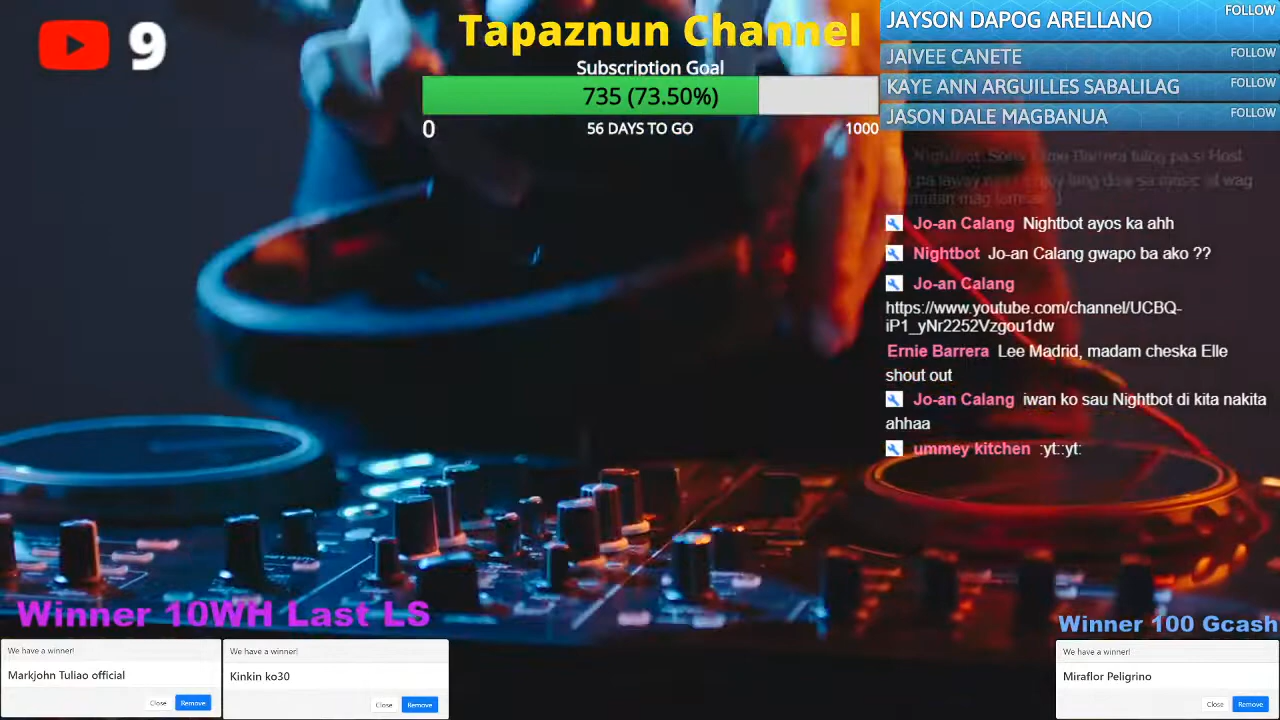 9
Tapaznun Channel
Subscription Goal
735 (73.50%)
0
56 DAYS TO GO
1000
JAYSON DAPOG ARELLANO FOLLOW
JAIVEE CANETE FOLLOW
KAYE ANN ARGUILLES SABALILAG FOLLOW
JASON DALE MAGBANUA FOLLOW
Jo-an Calang Nightbot ayos ka ahh
Nightbot Jo-an Calang gwapo ba ako ??
Jo-an Calang
https://www.youtube.com/channel/UCBQ-
iP1_yNr2252Vzgou1dw
Ernie Barrera Lee Madrid, madam cheska Elle
shout out
Jo-an Calang iwan ko sau Nightbot di kita nakita
ahhaa
ummey kitchen :yt::yt:
Winner 10WH Last LS
We have a winner!
Markjohn Tuliao official
Close Remove
We have a winner!
Kinkin ko30
Close Remove
Winner 100 Gcash
We have a winner!
Miraflor Peligrino
Close Remove